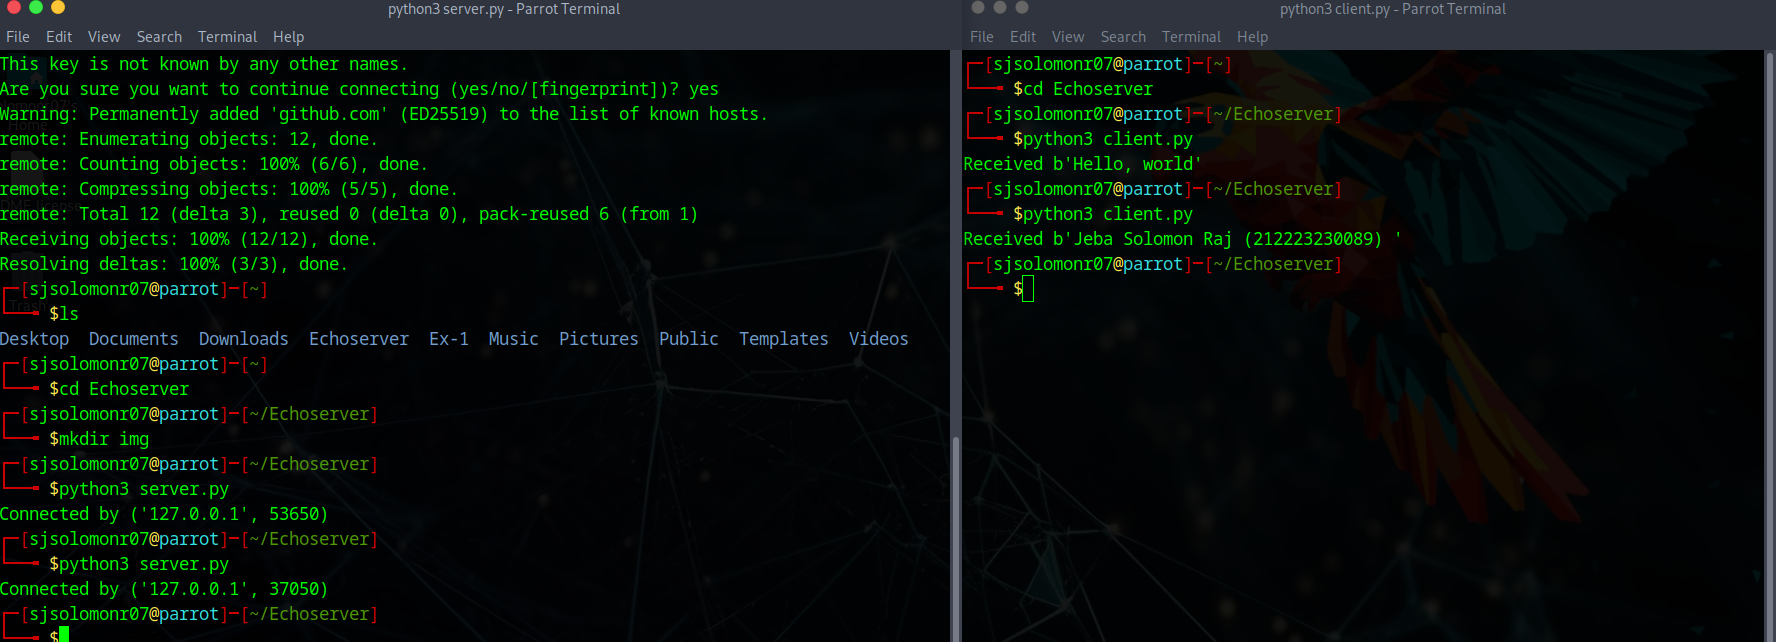 python3 server.py - Parrot Terminal
File Edit View Search Terminal Help
This key is not known by any other names.
Are you sure you want to continue connecting (yes/no/[fingerprint])? yes
Warning: Permanently added 'github.com' (ED25519) to the list of known hosts.
remote: Enumerating objects: 12, done.
remote: Counting objects: 100% (6/6), done.
remote: Compressing objects: 100% (5/5), done.
remote: Total 12 (delta 3), reused 0 (delta 0), pack-reused 6 (from 1)
Receiving objects: 100% (12/12), done.
Resolving deltas: 100% (3/3), done.
┌─[sjsolomonr07@parrot]─[~]
└──╼ $ls
Desktop Documents Downloads Echoserver Ex-1 Music Pictures Public Templates Videos
┌─[sjsolomonr07@parrot]─[~]
└──╼ $cd Echoserver
┌─[sjsolomonr07@parrot]─[~/Echoserver]
└──╼ $mkdir img
┌─[sjsolomonr07@parrot]─[~/Echoserver]
└──╼ $python3 server.py
Connected by ('127.0.0.1', 53650)
┌─[sjsolomonr07@parrot]─[~/Echoserver]
└──╼ $python3 server.py
Connected by ('127.0.0.1', 37050)
┌─[sjsolomonr07@parrot]─[~/Echoserver]
└──╼ $
python3 client.py - Parrot Terminal
File Edit View Search Terminal Help
┌─[sjsolomonr07@parrot]─[~]
└──╼ $cd Echoserver
┌─[sjsolomonr07@parrot]─[~/Echoserver]
└──╼ $python3 client.py
Received b'Hello, world'
┌─[sjsolomonr07@parrot]─[~/Echoserver]
└──╼ $python3 client.py
Received b'Jeba Solomon Raj (212223230089) '
┌─[sjsolomonr07@parrot]─[~/Echoserver]
└──╼ $
Home
Trash